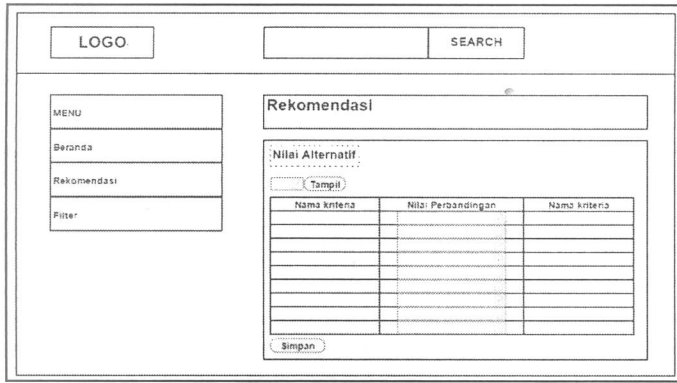 LOGO
SEARCH
MENU
Beranda
Rekomendasi
Filter
Rekomendasi
Nilai Alternatif
Tampil
Nama kriteria Nilai Perbandingan Nama kriteria
Simpan